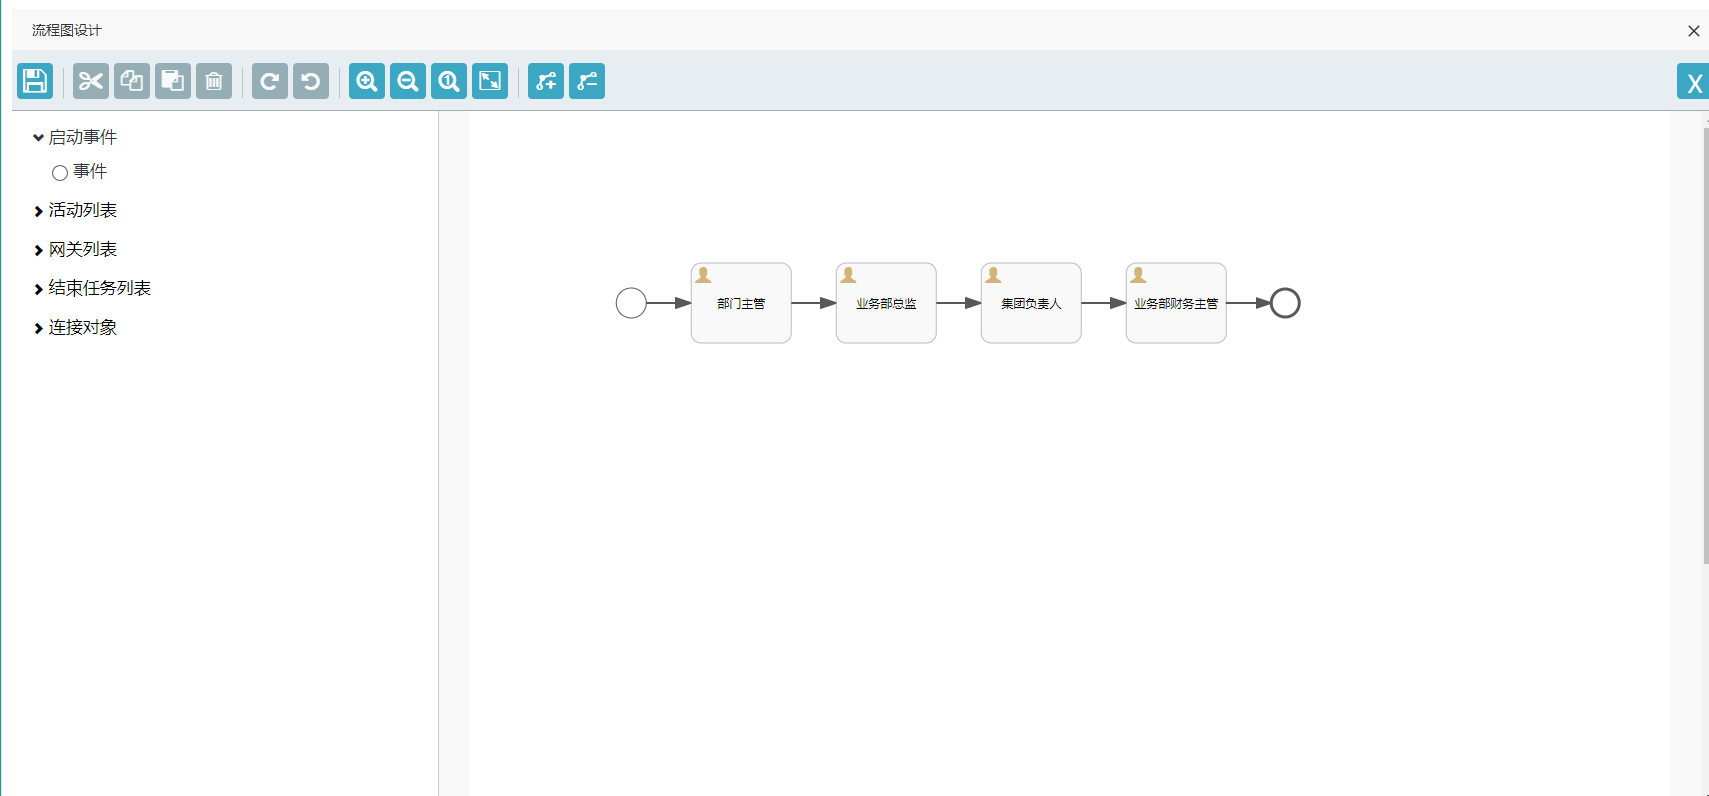 流程图设计
X
启动事件
事件
活动列表
网关列表
结束任务列表
连接对象
部门主管
业务部总监
集团负责人
业务部财务主管